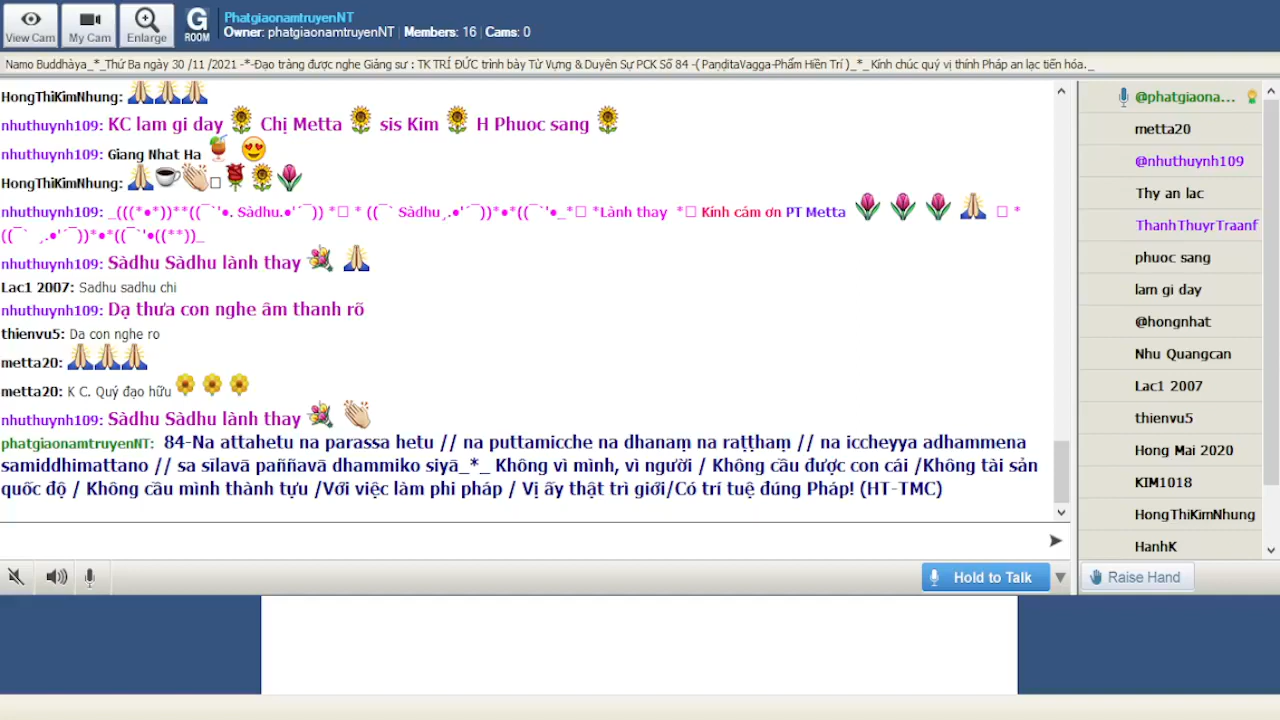 View Cam
My Cam
Enlarge
G
ROOM
PhatgiaonamtruyenNT
Owner: phatgiaonamtruyenNT | Members: 16 | Cams: 0
Namo Buddhàya_*_Thứ Ba ngày 30 /11 /2021 -*-Đạo tràng được nghe Giảng sư : TK TRÍ ĐỨC trình bày Từ Vựng & Duyên Sự PCK Số 84 -( PaṇḍitaVagga-Phẩm Hiền Trí )_*_ Kính chúc quý vị thính Pháp an lạc tiến hóa._
HongThiKimNhung: 🙏🙏🙏
nhuthuynh109: KC lam gi day 🌻 Chị Metta 🌻 sis Kim 🌻 H Phuoc sang 🌻
nhuthuynh109: Giang Nhat Ha 🍹 😍
HongThiKimNhung: 🙏☕👏□🌹🌻🌷
nhuthuynh109: _(((*•*))**((¯`'•. Sàdhu.•'´¯)) *□ * ((¯` Sàdhu¸.•'´¯))*•*((¯`'•_*□ *Lành thay *□ Kính cám ơn PT Metta 🌷 🌷 🌷 🙏 □ *
((¯` ¸.•'´¯))*•*((¯`'•((**))_
nhuthuynh109: Sàdhu Sàdhu lành thay 💐 🙏
Lac1 2007: Sadhu sadhu chi
nhuthuynh109: Dạ thưa con nghe âm thanh rõ
thienvu5: Da con nghe ro
metta20: 🙏🙏🙏
metta20: K C. Quý đạo hữu 🌼 🌼 🌼
nhuthuynh109: Sàdhu Sàdhu lành thay 💐 👏
phatgiaonamtruyenNT: 84-Na attahetu na parassa hetu // na puttamicche na dhanaṃ na raṭṭhaṃ // na iccheyya adhammena
samiddhimattano // sa sīlavā paññavā dhammiko siyā_*_ Không vì mình, vì người / Không cầu được con cái /Không tài sản
quốc độ / Không cầu mình thành tựu /Với việc làm phi pháp / Vị ấy thật trì giới/Có trí tuệ đúng Pháp! (HT-TMC)
Hold to Talk
@phatgiaona...
metta20
@nhuthuynh109
Thy an lac
ThanhThuyrTraanf
phuoc sang
lam gi day
@hongnhat
Nhu Quangcan
Lac1 2007
thienvu5
Hong Mai 2020
KIM1018
HongThiKimNhung
HanhK
Raise Hand